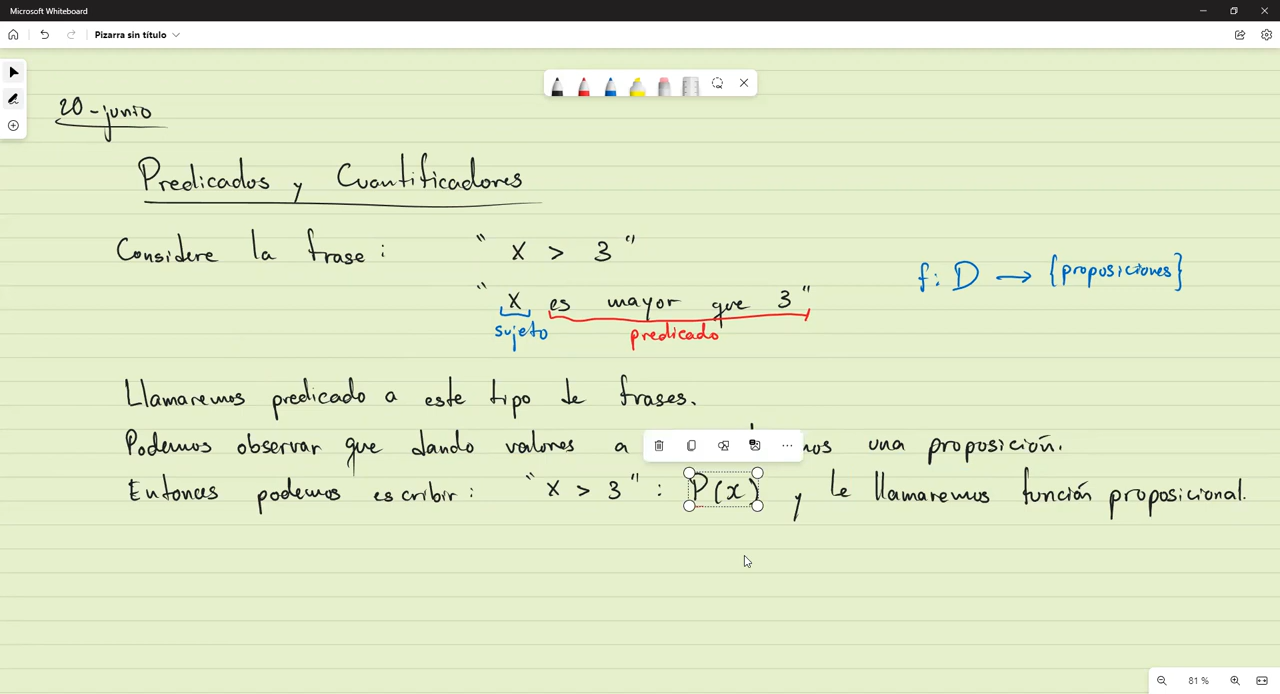 Microsoft Whiteboard
Pizarra sin título
20-junio
Predicados y Cuantificadores
Considere la frase: " x > 3 "
f: D → {proposiciones}
" x es mayor que 3 "
sujeto predicado
Llamaremos predicado a este tipo de frases.
Podemos observar que dando valores a una proposición.
Entonces podemos escribir: " x > 3 " : P(x) y le llamaremos función proposicional.
81 %